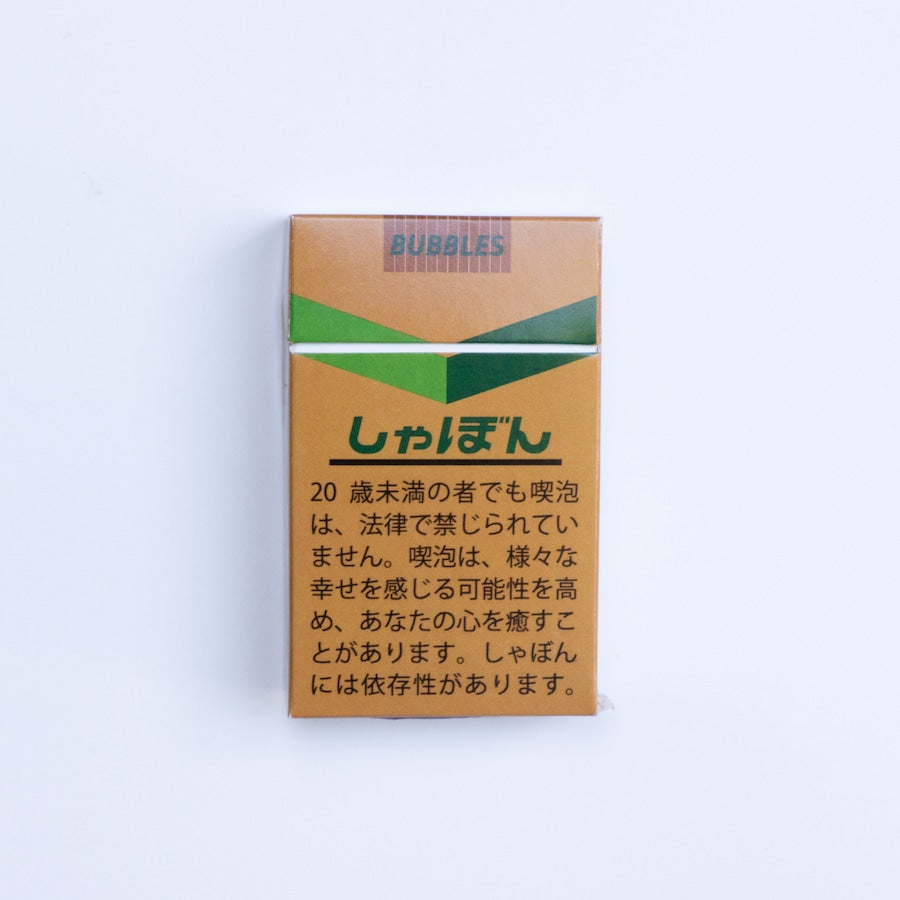 BUBBLES
しゃぼん
20 歳未満の者でも喫泡
は、法律で禁じられてい
ません。喫泡は、様々な
幸せを感じる可能性を高
め、あなたの心を癒すこ
とがあります。しゃぼん
には依存性があります。